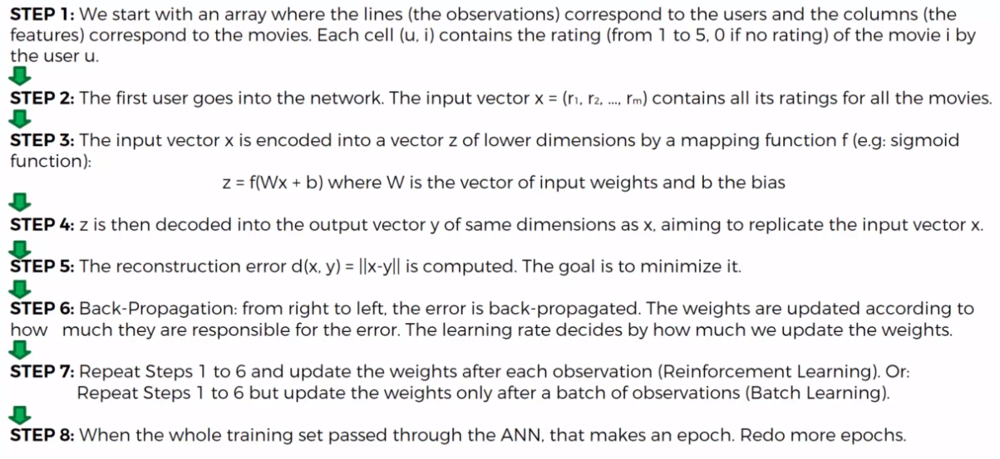 STEP 1: We start with an array where the lines (the observations) correspond to the users and the columns (the
features) correspond to the movies. Each cell (u, i) contains the rating (from 1 to 5, 0 if no rating) of the movie i by
the user u.
STEP 2: The first user goes into the network. The input vector x = (r₁, r₂, ..., rₘ) contains all its ratings for all the movies.
STEP 3: The input vector x is encoded into a vector z of lower dimensions by a mapping function f (e.g: sigmoid
function):
z = f(Wx + b) where W is the vector of input weights and b the bias
STEP 4: z is then decoded into the output vector y of same dimensions as x, aiming to replicate the input vector x.
STEP 5: The reconstruction error d(x, y) = ||x-y|| is computed. The goal is to minimize it.
STEP 6: Back-Propagation: from right to left, the error is back-propagated. The weights are updated according to
how much they are responsible for the error. The learning rate decides by how much we update the weights.
STEP 7: Repeat Steps 1 to 6 and update the weights after each observation (Reinforcement Learning). Or:
Repeat Steps 1 to 6 but update the weights only after a batch of observations (Batch Learning).
STEP 8: When the whole training set passed through the ANN, that makes an epoch. Redo more epochs.